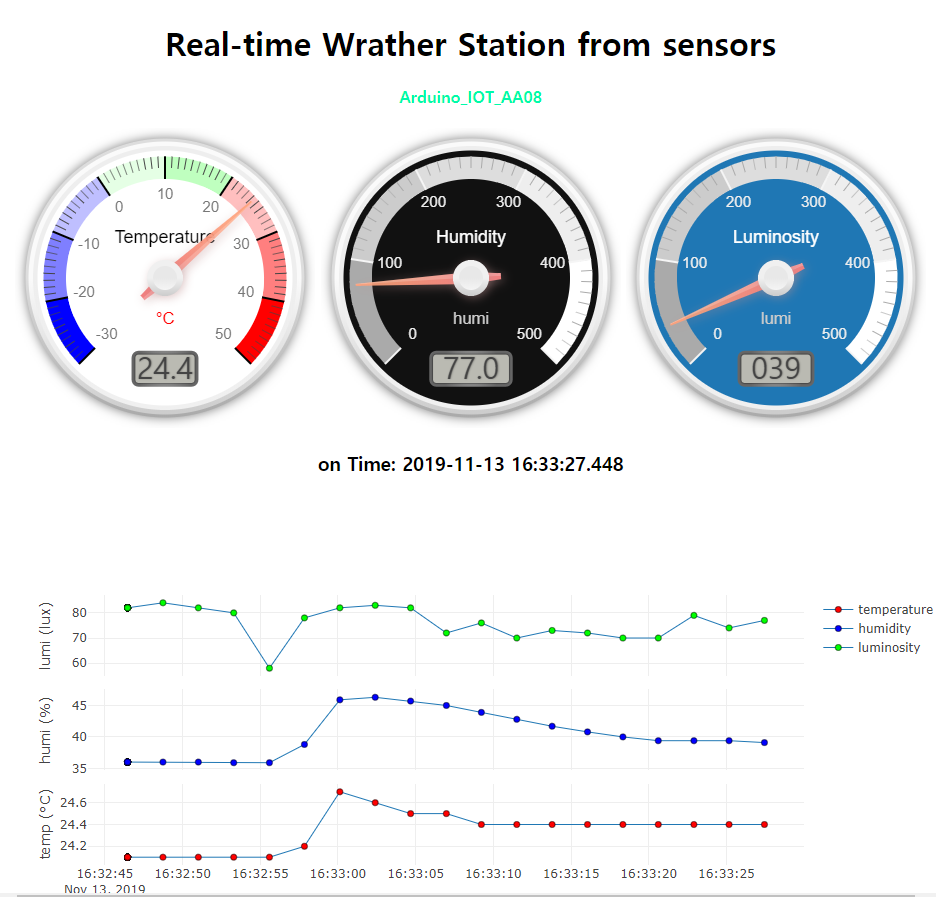 Real-time Wrather Station from sensors
Arduino_IOT_AA08
-30 -20 -10 0 10 20 30 40 50
Temperature
°C
24.4
0 100 200 300 400 500
Humidity
humi
77.0
0 100 200 300 400 500
Luminosity
lumi
039
on Time: 2019-11-13 16:33:27.448
lumi (lux)
80
70
60
humi (%)
45
40
35
temp (°C)
24.6
24.4
24.2
16:32:45 16:32:50 16:32:55 16:33:00 16:33:05 16:33:10 16:33:15 16:33:20 16:33:25
Nov 13, 2019
temperature
humidity
luminosity